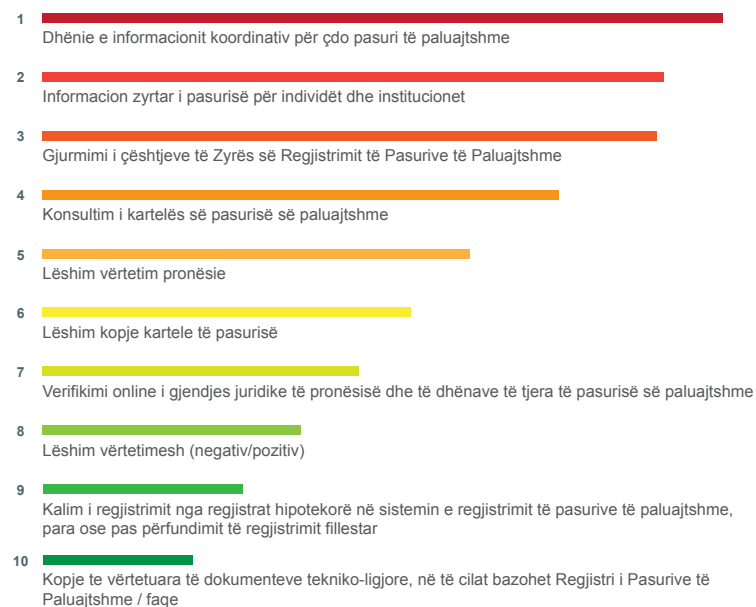 1
Dhënie e informacionit koordinativ për çdo pasuri të paluajtshme
2
Informacion zyrtar i pasurisë për individët dhe institucionet
3
Gjurmimi i çështjeve të Zyrës së Regjistrimit të Pasurive të Paluajtshme
4
Konsultim i kartelës së pasurisë së paluajtshme
5
Lëshim vërtetim pronësie
6
Lëshim kopje kartele të pasurisë
7
Verifikimi online i gjendjes juridike të pronësisë dhe të dhënave të tjera të pasurisë së paluajtshme
8
Lëshim vërtetimesh (negativ/pozitiv)
9
Kalim i regjistrimit nga regjistrat hipotekorë në sistemin e regjistrimit të pasurive të paluajtshme,
para ose pas përfundimit të regjistrimit fillestar
10
Kopje te vërtetuara të dokumenteve tekniko-ligjore, në të cilat bazohet Regjistri i Pasurive të
Paluajtshme / faqe